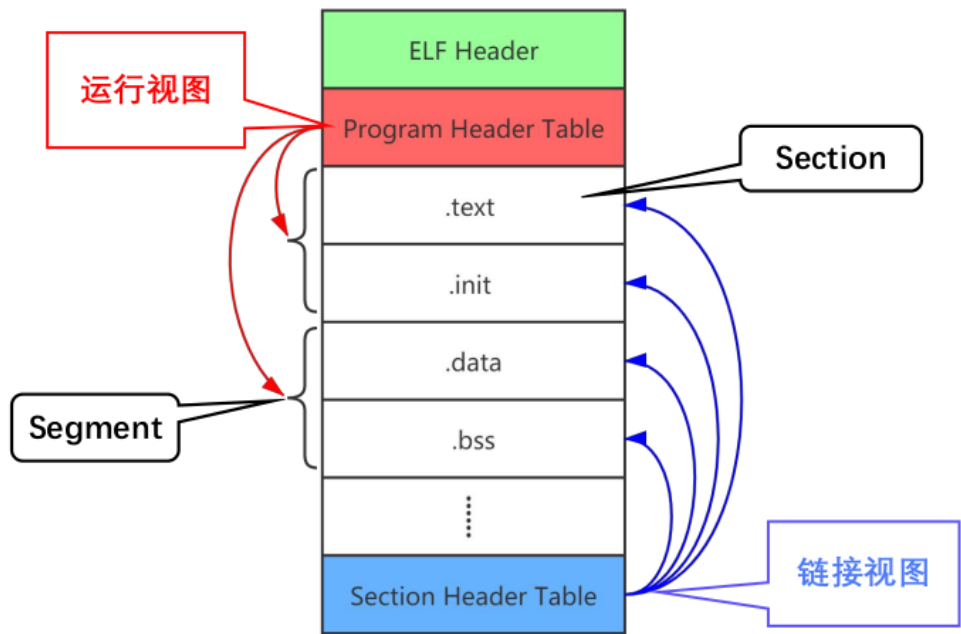 ELF Header
运行视图
Program Header Table
Section
.text
.init
.data
Segment
.bss
Section Header Table
链接视图